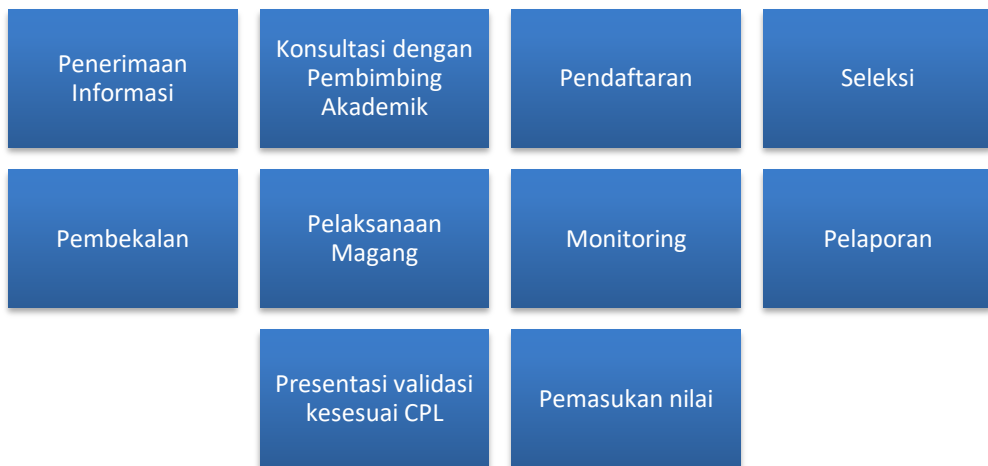 Penerimaan
Informasi
Konsultasi dengan
Pembimbing
Akademik
Pendaftaran
Seleksi
Pembekalan
Pelaksanaan
Magang
Monitoring
Pelaporan
Presentasi validasi
kesesuai CPL
Pemasukan nilai